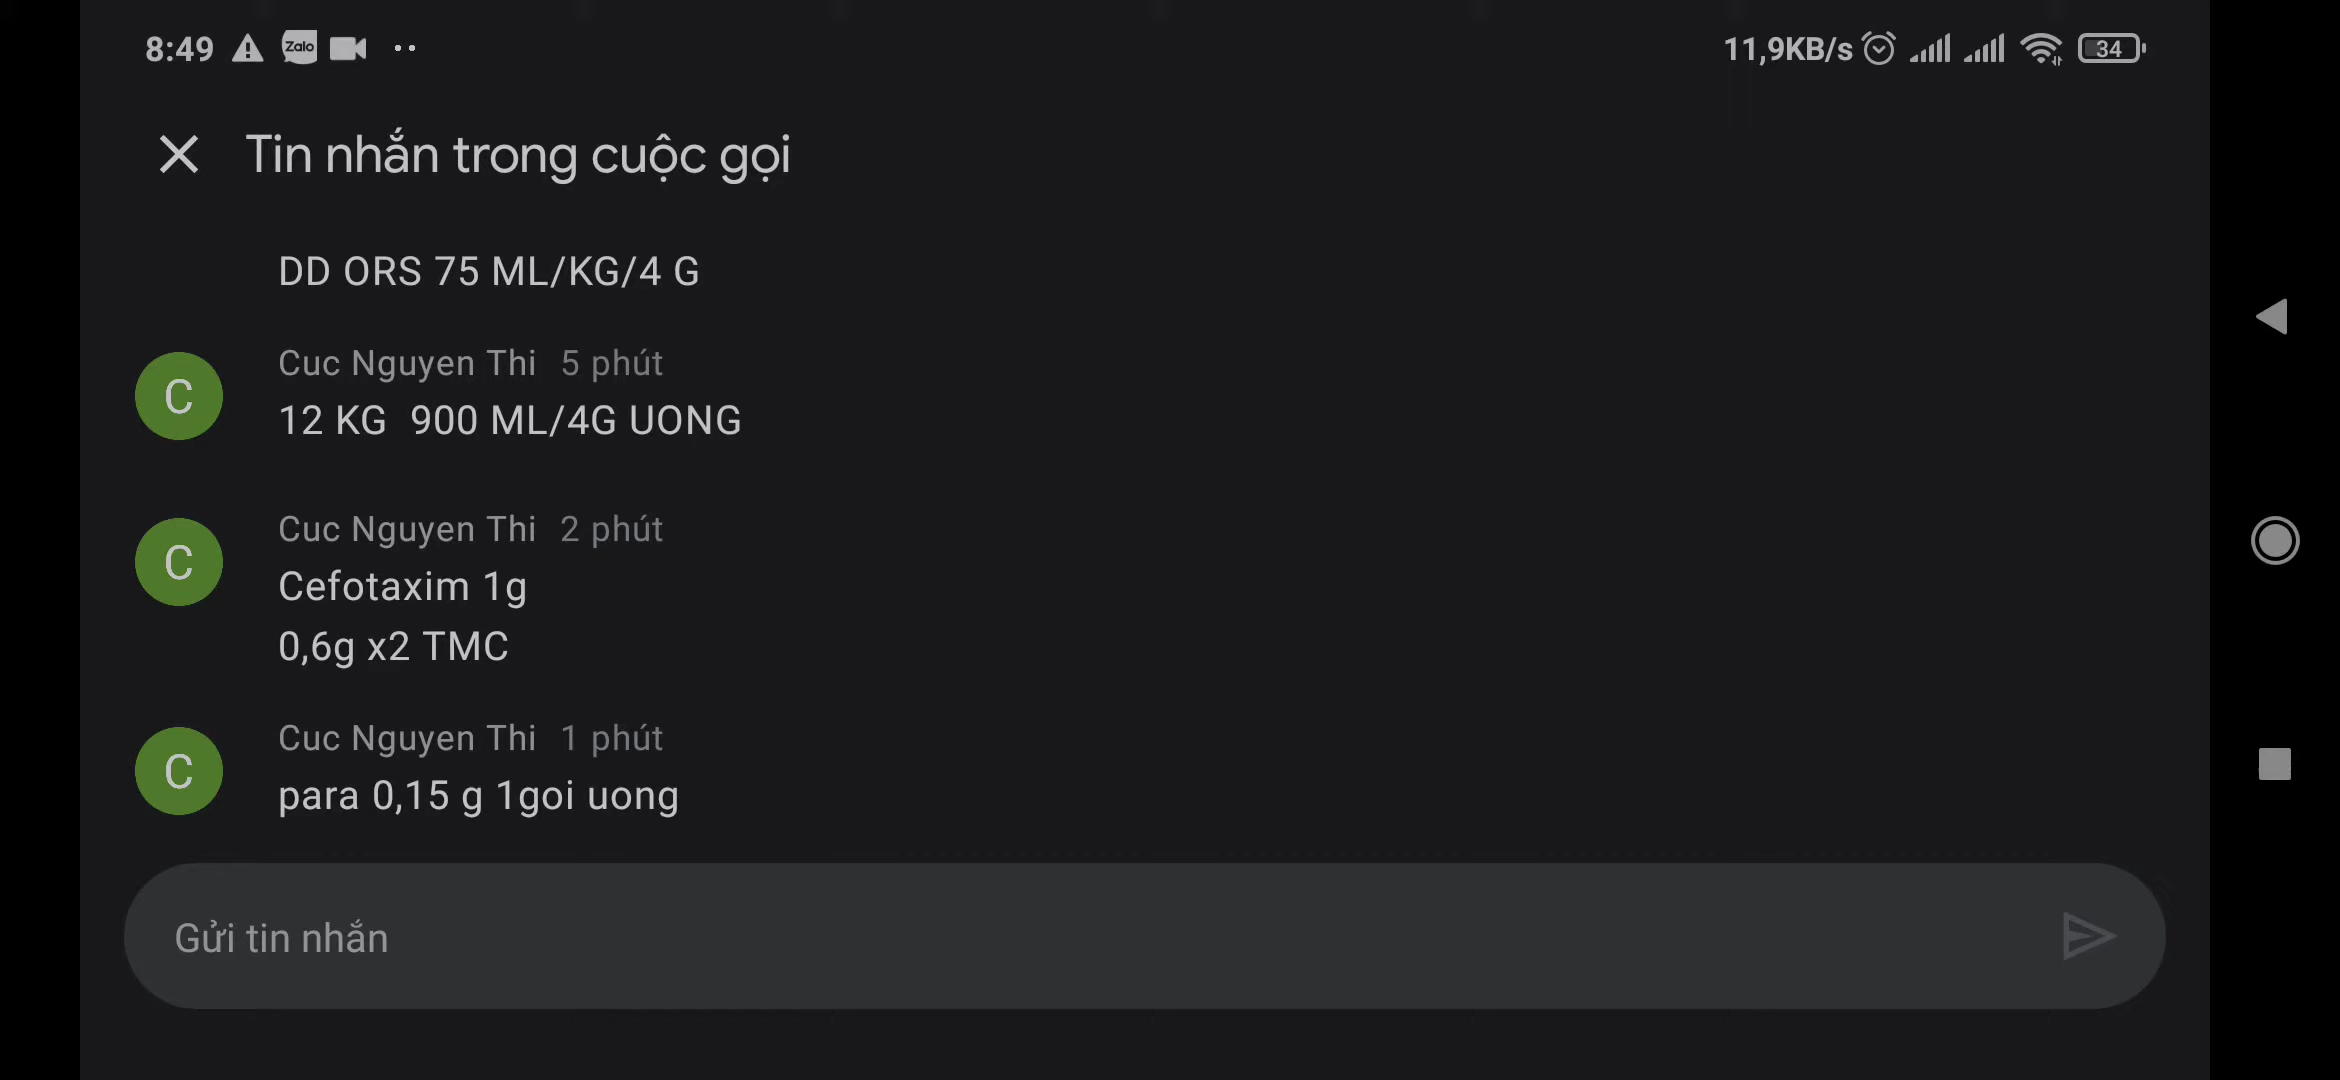 8:49 Zalo 11,9KB/s 34
Tin nhắn trong cuộc gọi
DD ORS 75 ML/KG/4 G
Cuc Nguyen Thi 5 phút
C
12 KG 900 ML/4G UONG
Cuc Nguyen Thi 2 phút
C
Cefotaxim 1g
0,6g x2 TMC
Cuc Nguyen Thi 1 phút
C
para 0,15 g 1goi uong
Gửi tin nhắn